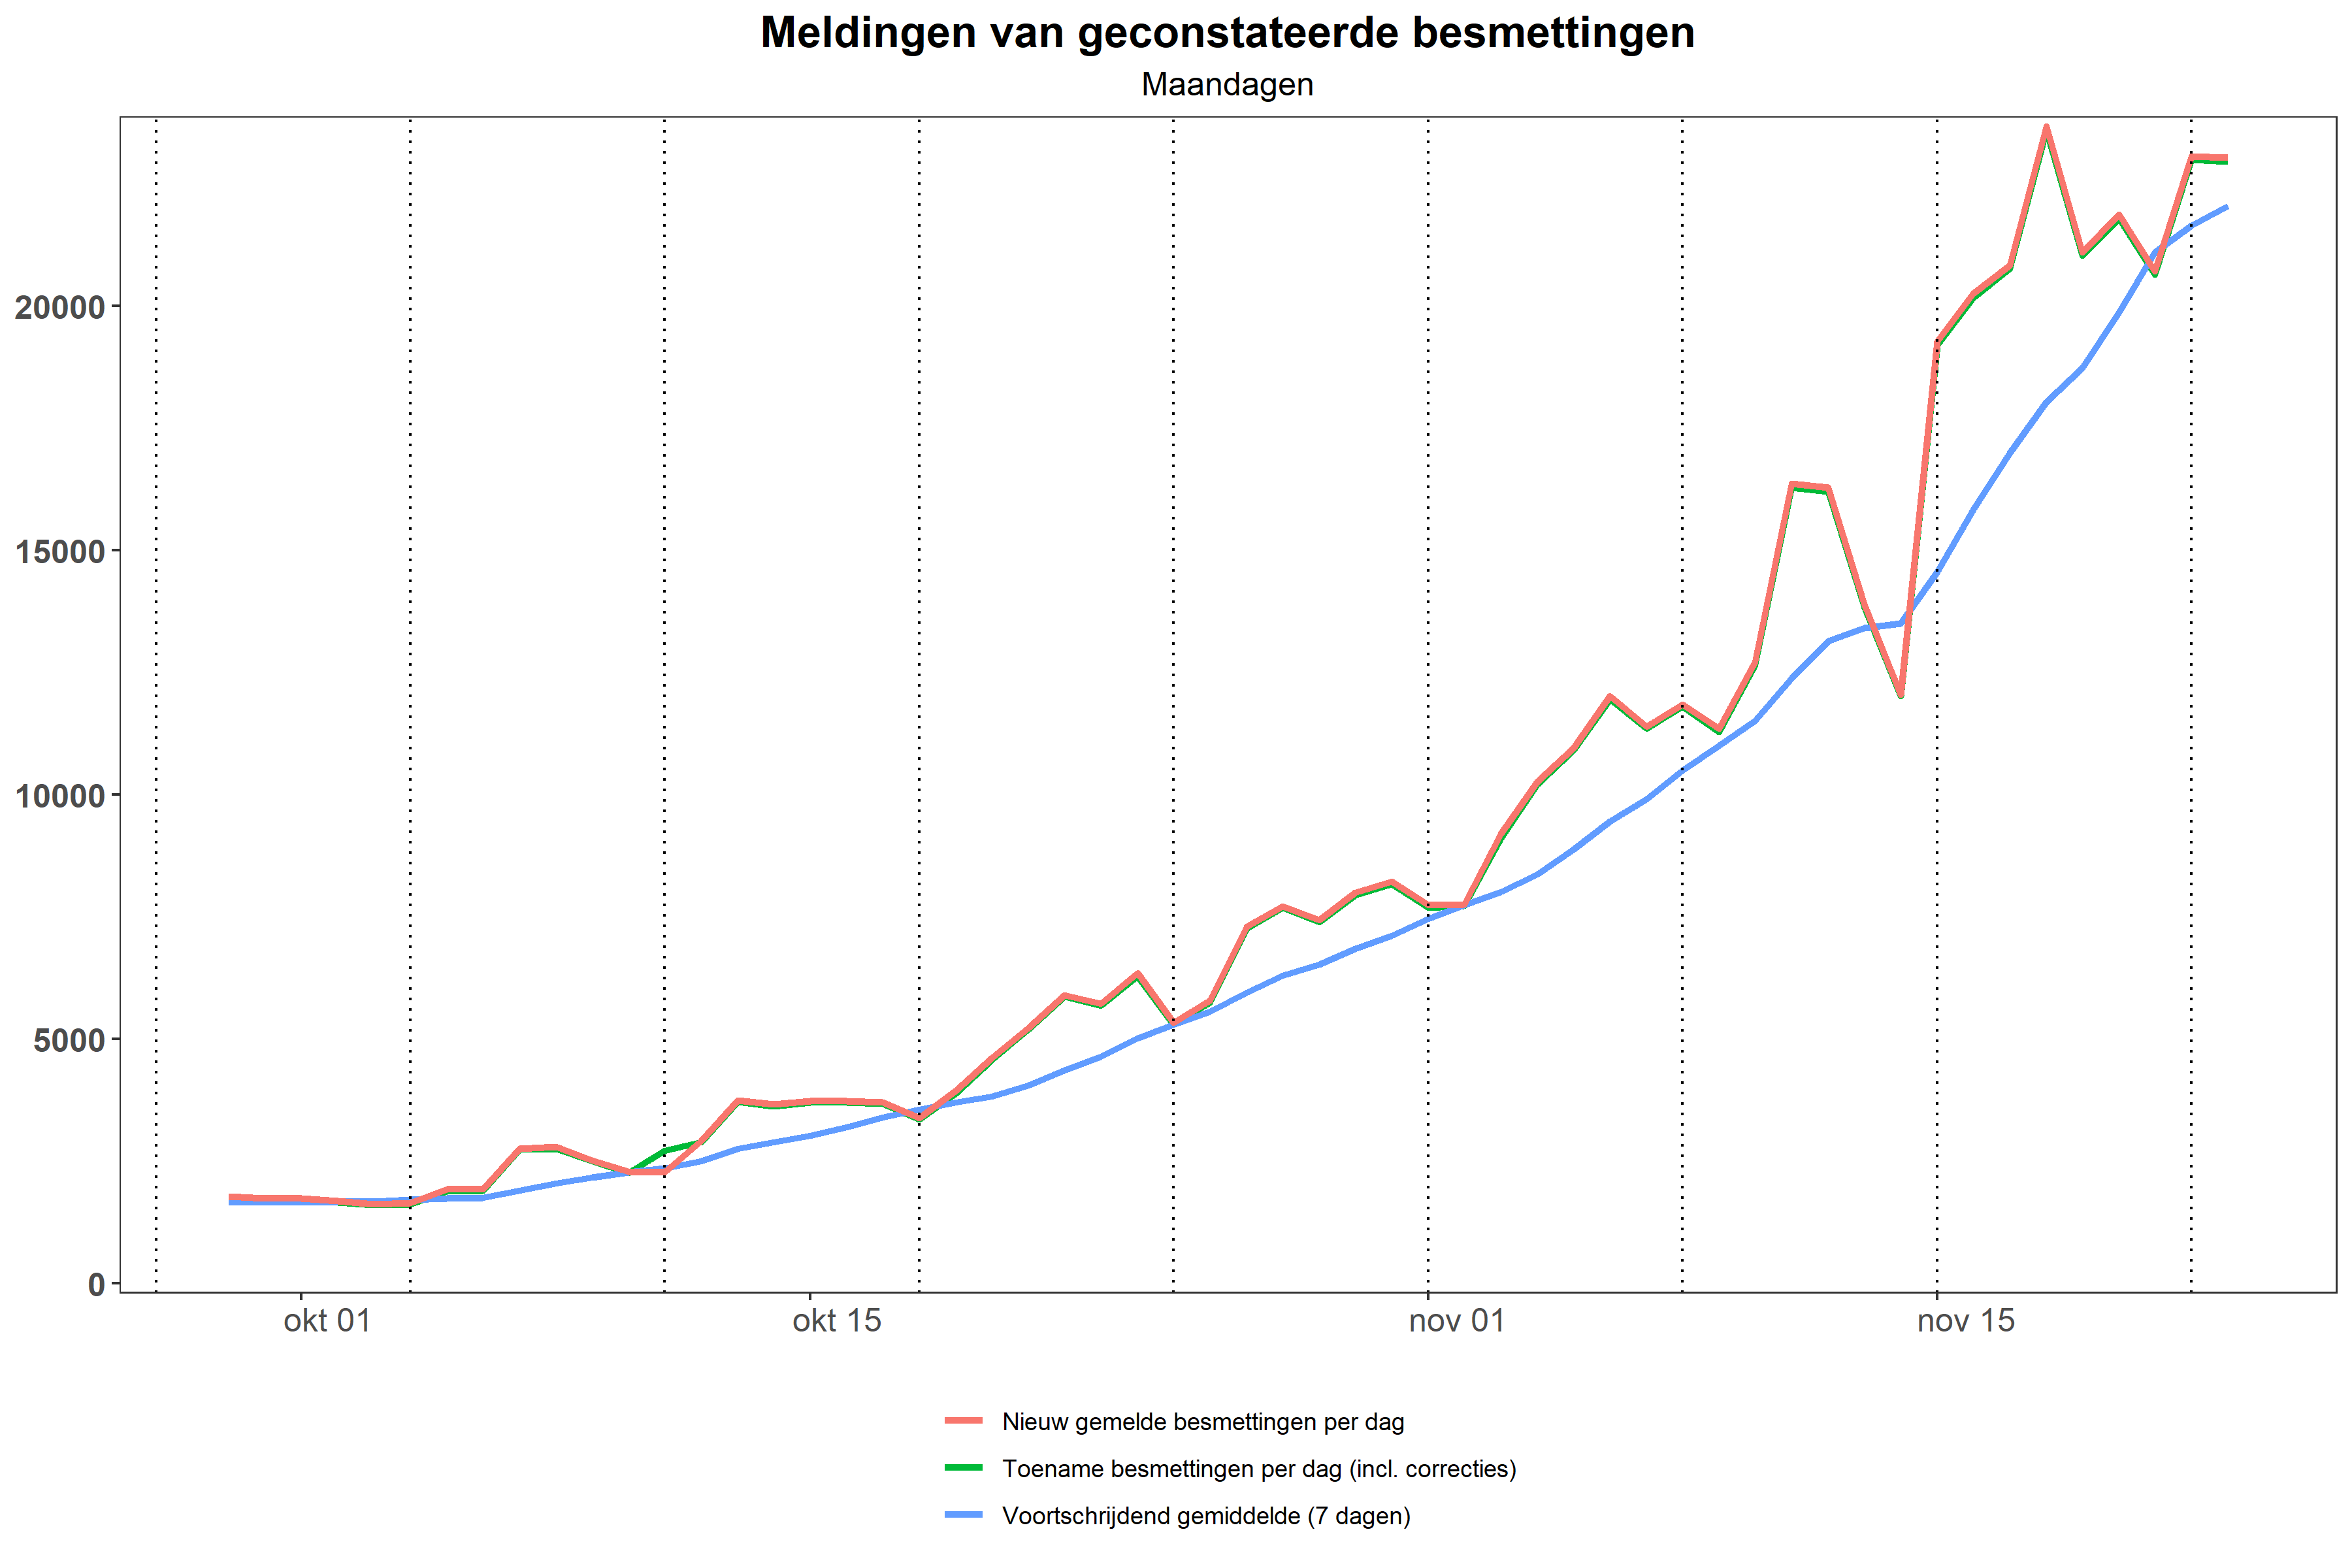 Meldingen van geconstateerde besmettingen
Maandagen
20000
15000
10000
5000
0
okt 01
okt 15
nov 01
nov 15
Nieuw gemelde besmettingen per dag
Toename besmettingen per dag (incl. correcties)
Voortschrijdend gemiddelde (7 dagen)